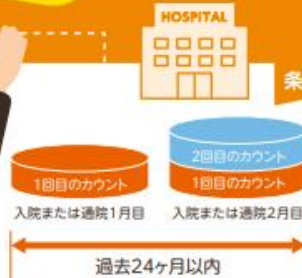 HOSPITAL
条
2回目のカウント
1回目のカウント
1回目のカウント
入院または通院1月目
入院または通院2月目
過去24ヶ月以内